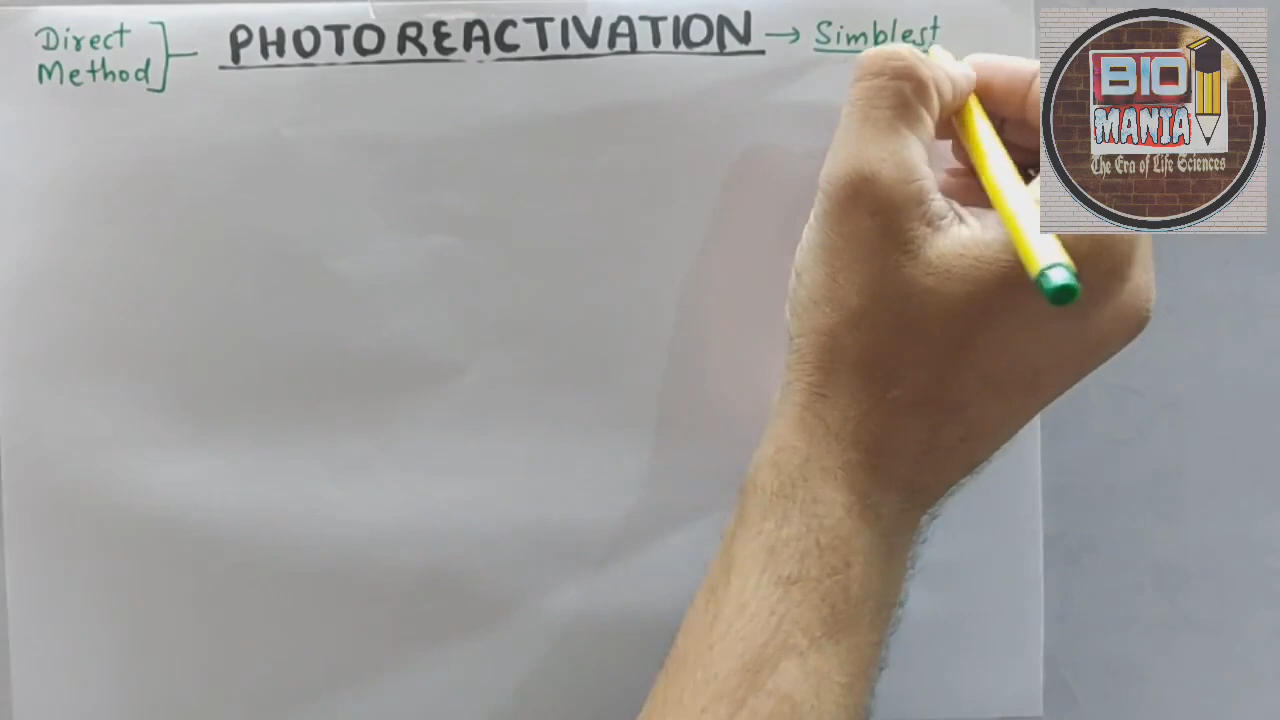 Direct
Method
PHOTOREACTIVATION → Simblest
BIO
MANIA
The Era of Life Sciences